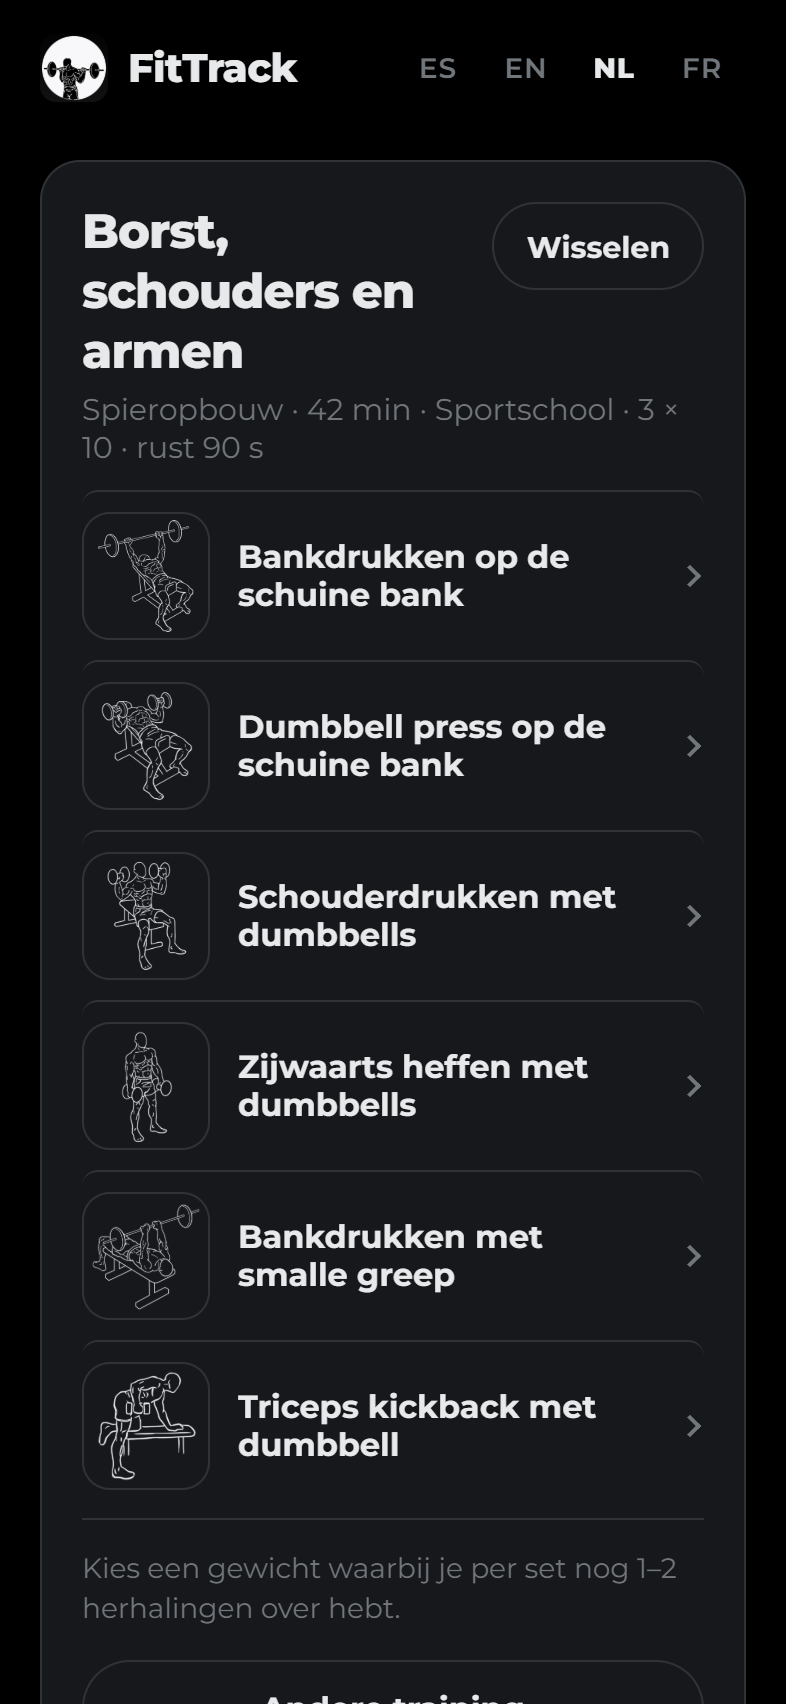 FitTrack
ES EN NL FR
Borst,
schouders en
armen
Wisselen
Spieropbouw · 42 min · Sportschool · 3 ×
10 · rust 90 s
Bankdrukken op de
schuine bank
Dumbbell press op de
schuine bank
Schouderdrukken met
dumbbells
Zijwaarts heffen met
dumbbells
Bankdrukken met
smalle greep
Triceps kickback met
dumbbell
Kies een gewicht waarbij je per set nog 1–2
herhalingen over hebt.
Andere training